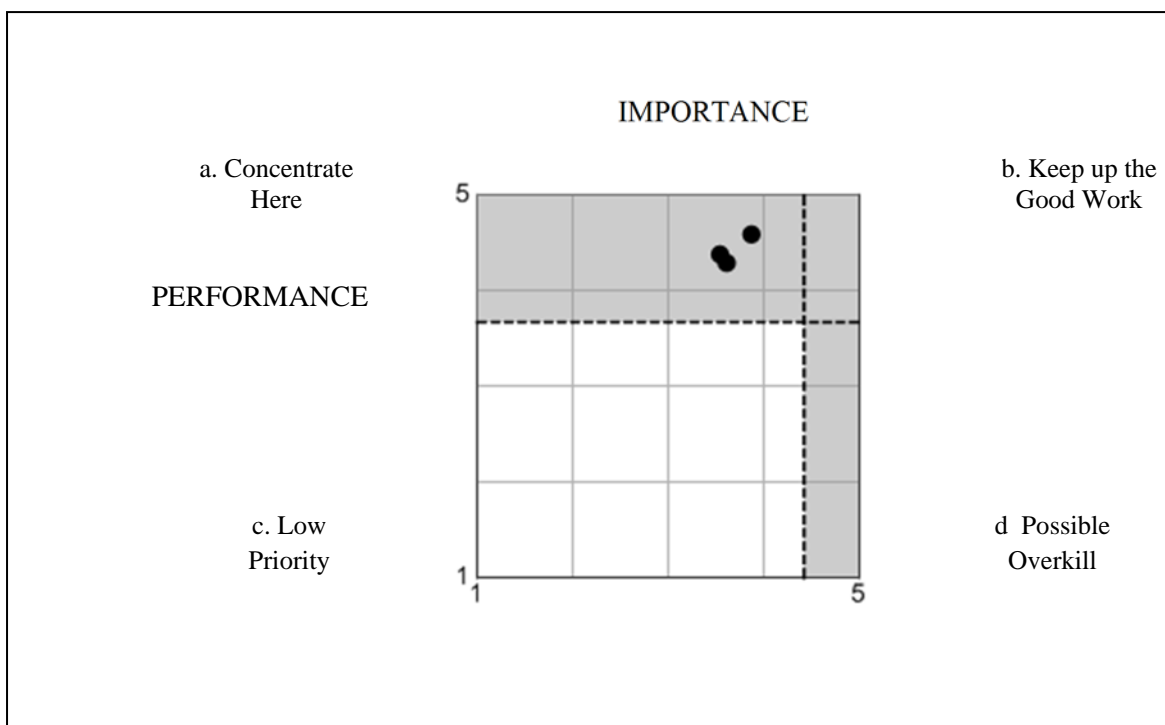 IMPORTANCE
a. Concentrate
Here
b. Keep up the
Good Work
5
PERFORMANCE
c. Low
Priority
d Possible
Overkill
1
1
5